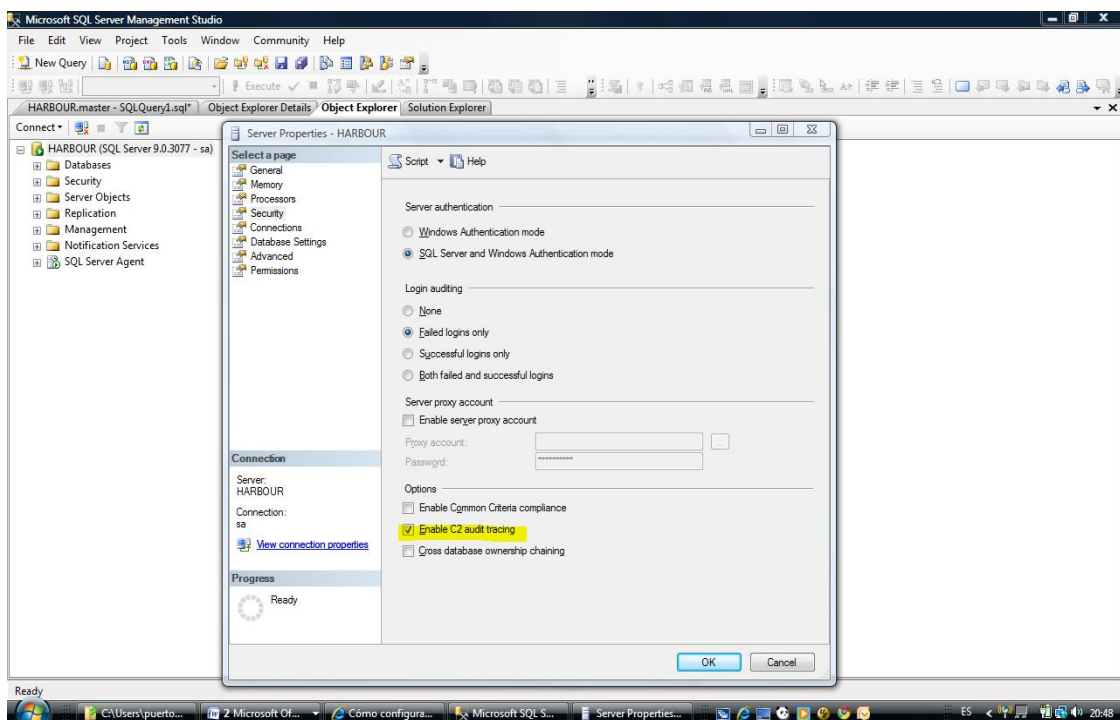 Microsoft SQL Server Management Studio
File Edit View Project Tools Window Community Help
New Query
Execute
HARBOUR.master - SQLQuery1.sql* Object Explorer Details Object Explorer Solution Explorer
Connect
HARBOUR (SQL Server 9.0.3077 - sa)
Databases
Security
Server Objects
Replication
Management
Notification Services
SQL Server Agent
Server Properties - HARBOUR
Select a page
General
Memory
Processors
Security
Connections
Database Settings
Advanced
Permissions
Connection
Server:
HARBOUR
Connection:
sa
View connection properties
Progress
Ready
Script Help
Server authentication
Windows Authentication mode
SQL Server and Windows Authentication mode
Login auditing
None
Failed logins only
Successful logins only
Both failed and successful logins
Server proxy account
Enable server proxy account
Proxy account:
...
Password:
**********
Options
Enable Common Criteria compliance
Enable C2 audit tracing
Cross database ownership chaining
OK Cancel
Ready
C:\Users\puerto... 2 Microsoft Of... Cómo configura... Microsoft SQL S... Server Properties... ES 20:49